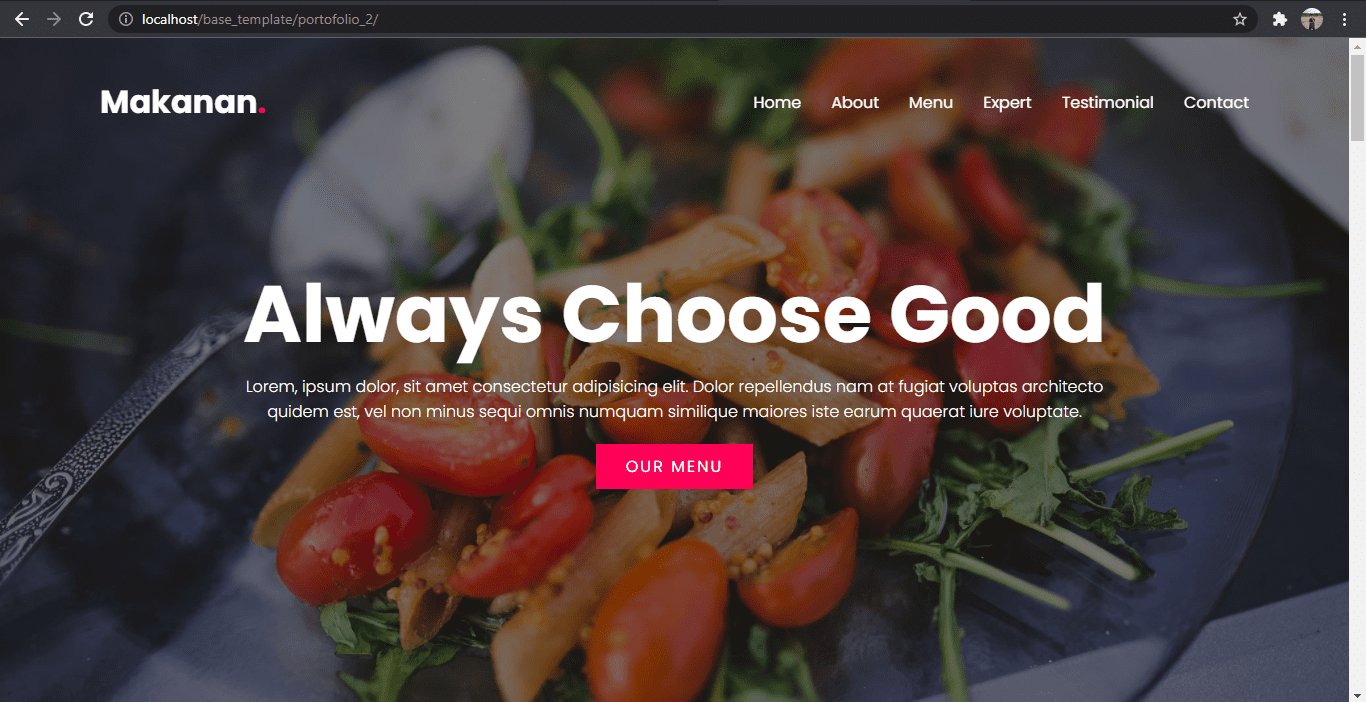 localhost/base_template/portofolio_2/
Makanan.
Home About Menu Expert Testimonial Contact
Always Choose Good
Lorem, ipsum dolor, sit amet consectetur adipisicing elit. Dolor repellendus nam at fugiat voluptas architecto
quidem est, vel non minus sequi omnis numquam similique maiores iste earum quaerat iure voluptate.
OUR MENU